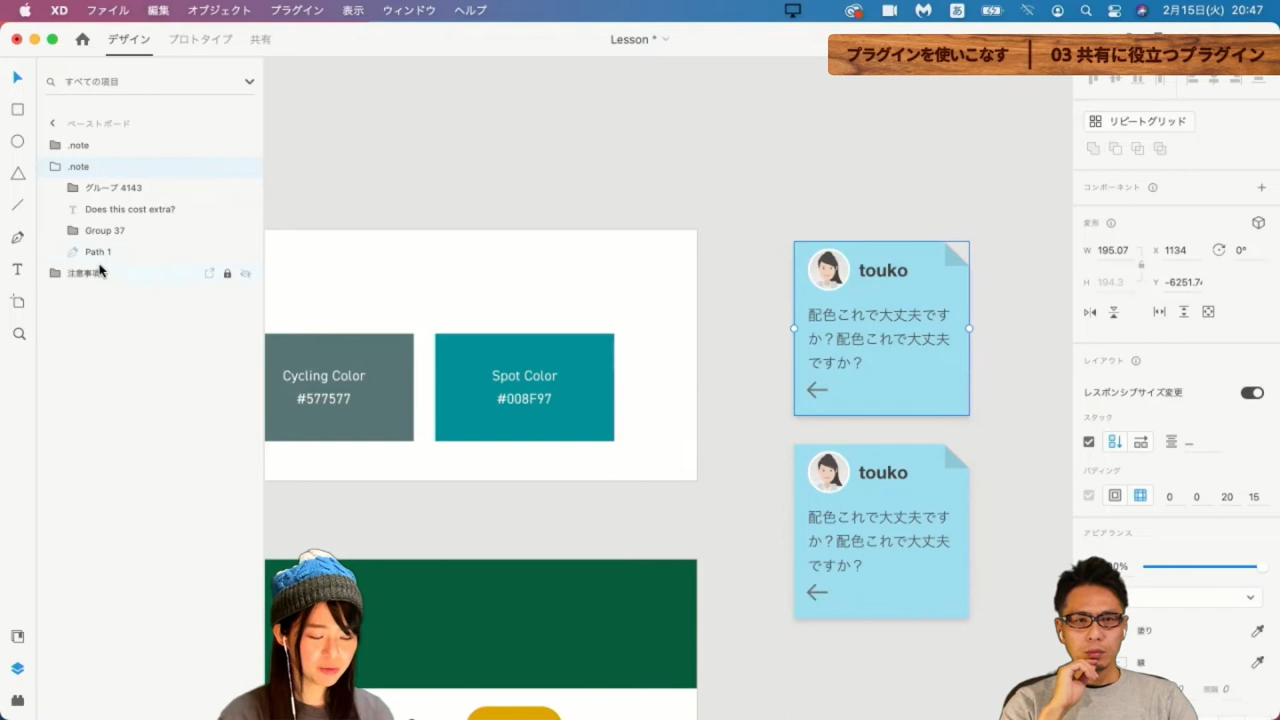 XD ファイル 編集 オブジェクト プラグイン 表示 ウィンドウ ヘルプ
あ
2月15日(火) 20:47
デザイン プロトタイプ 共有
Lesson *
プラグインを使いこなす | 03 共有に役立つプラグイン
すべての項目
ペーストボード
.note
.note
グループ 4143
Does this cost extra?
Group 37
Path 1
注意事項
Cycling Color
#577577
Spot Color
#008F97
touko
配色これで大丈夫です
か？配色これで大丈夫
ですか？
touko
配色これで大丈夫です
か？配色これで大丈夫
ですか？
リピートグリッド
コンポーネント
変形
W 195.07 X 1134 0°
H 194.3 Y -6251.7
レイアウト
レスポンシブサイズ変更
スタック
パディング
0 0 20 15
アピアランス
塗り
線
0